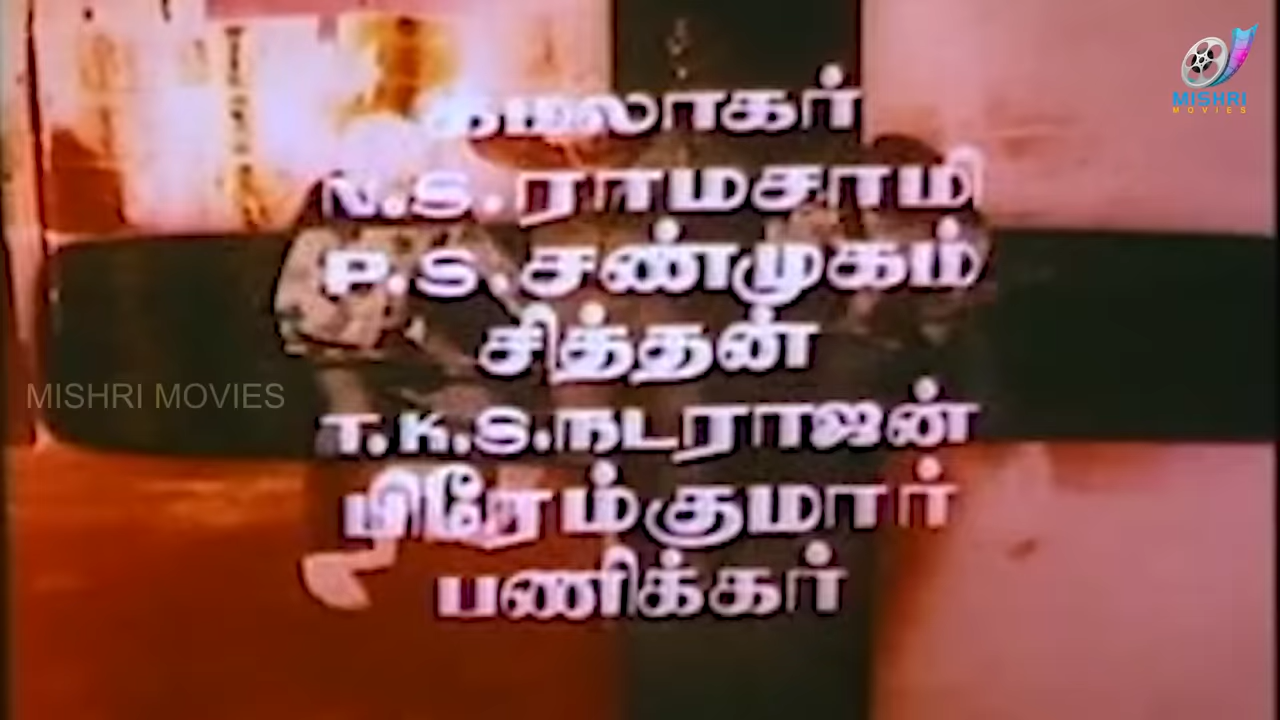 MISHRI
MOVIES
கமலாகர்
N.S.ராமசாமி
P.S.சண்முகம்
சித்தன்
T.K.S.நடராஜன்
பிரேம்குமார்
பணிக்கர்
MISHRI MOVIES